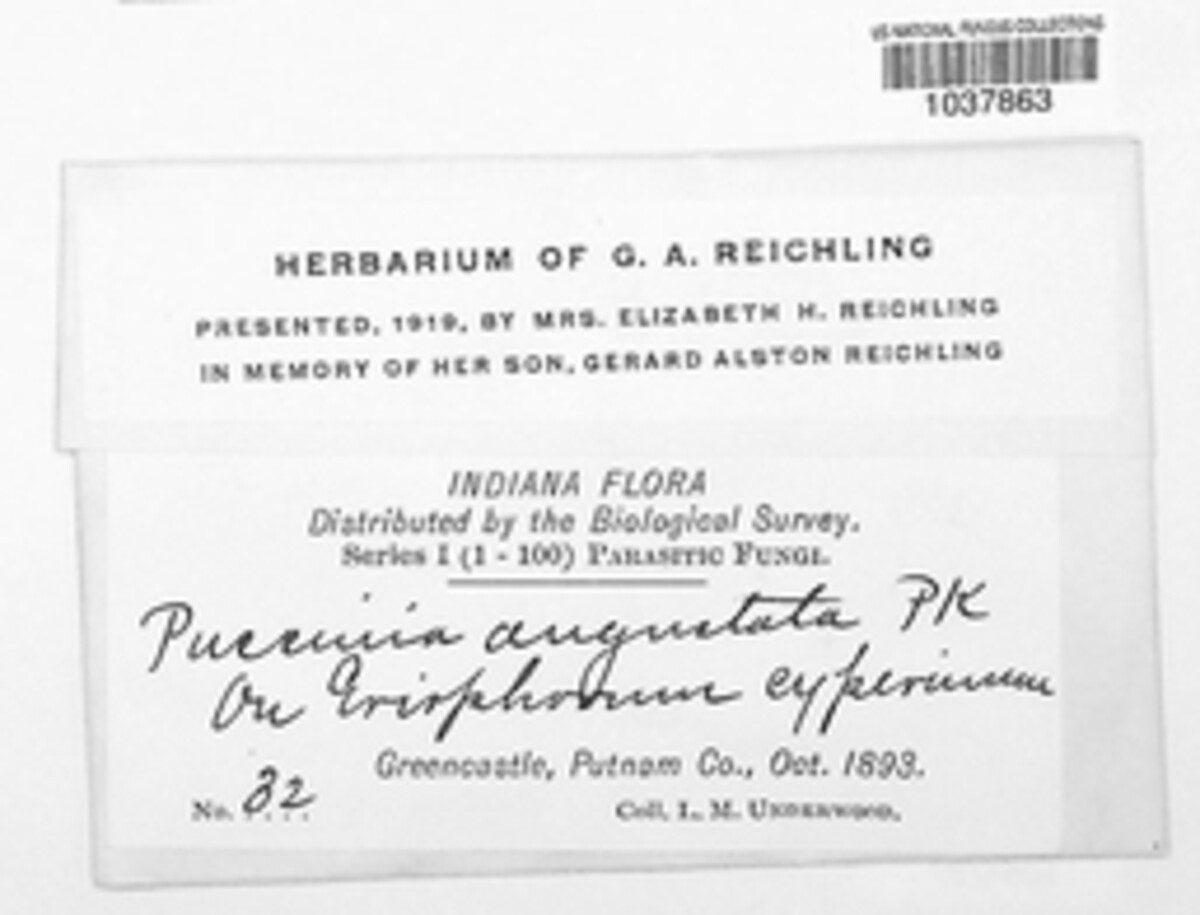 US NATIONAL FUNGUS COLLECTIONS
1037863
HERBARIUM OF G. A. REICHLING
PRESENTED, 1919, BY MRS. ELIZABETH H. REICHLING
IN MEMORY OF HER SON, GERARD ALSTON REICHLING
INDIANA FLORA
Distributed by the Biological Survey.
Series I (1 - 100) PARASITIC FUNGI.
Puccinia angustata PK
On Eriophorum cyperinum
Greencastle, Putnam Co., Oct. 1893.
No. 32
Coll. L. M. UNDERWOOD.